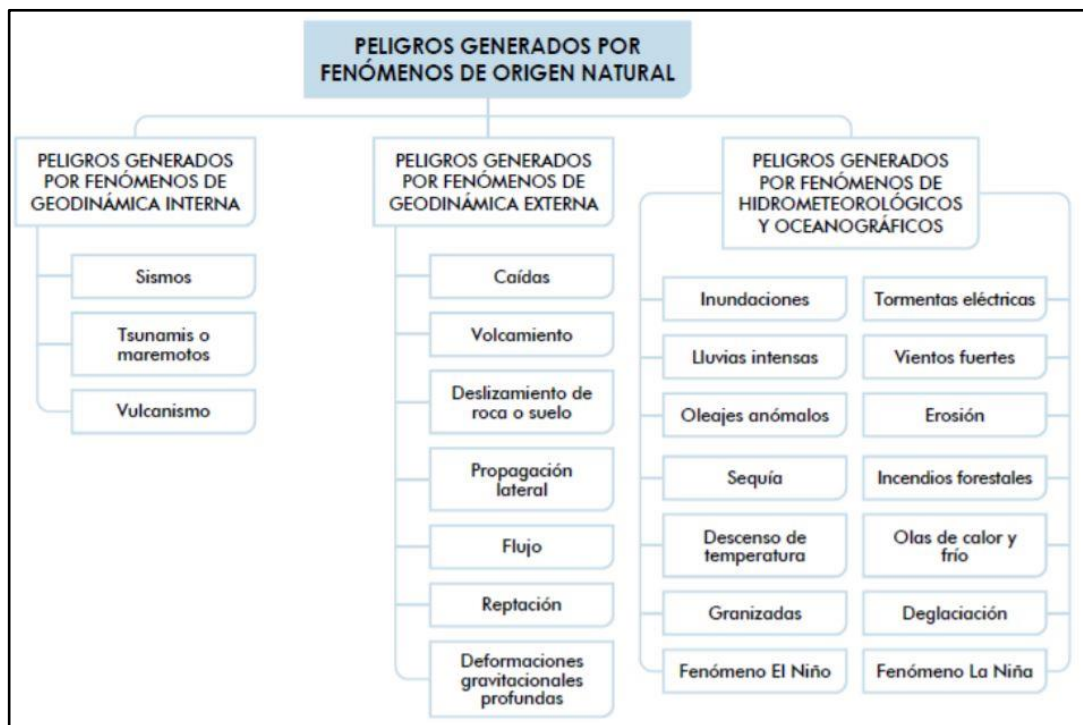 PELIGROS GENERADOS POR
FENÓMENOS DE ORIGEN NATURAL
PELIGROS GENERADOS
POR FENÓMENOS DE
GEODINÁMICA INTERNA
Sismos
Tsunamis o
maremotos
Vulcanismo
PELIGROS GENERADOS
POR FENÓMENOS DE
GEODINÁMICA EXTERNA
Caídas
Volcamiento
Deslizamiento de
roca o suelo
Propagación
lateral
Flujo
Reptación
Deformaciones
gravitacionales
profundas
PELIGROS GENERADOS
POR FENÓMENOS DE
HIDROMETEOROLÓGICOS
Y OCEANOGRÁFICOS
Inundaciones
Lluvias intensas
Oleajes anómalos
Sequía
Descenso de
temperatura
Granizadas
Fenómeno El Niño
Tormentas eléctricas
Vientos fuertes
Erosión
Incendios forestales
Olas de calor y
frío
Deglaciación
Fenómeno La Niña